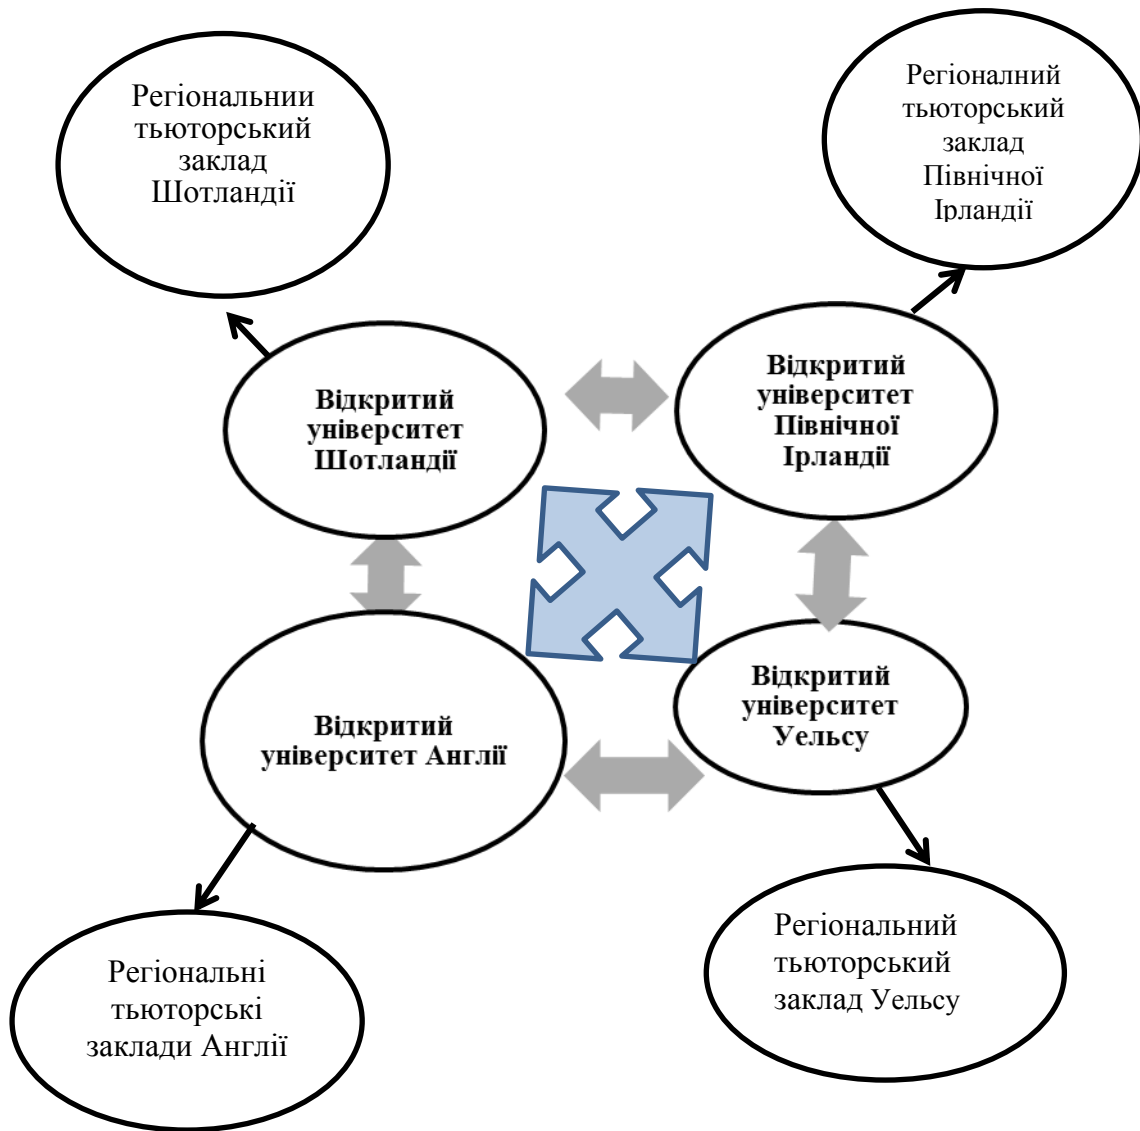 Регіональнии
тьюторський
заклад
Шотландії
Регіоналний
тьюторський
заклад
Північної
Ірландії
Відкритий
університет
Шотландії
Відкритий
університет
Північної
Ірландії
Відкритий
університет Англії
Відкритий
університет
Уельсу
Регіональні
тьюторські
заклади Англії
Регіональний
тьюторський
заклад Уельсу